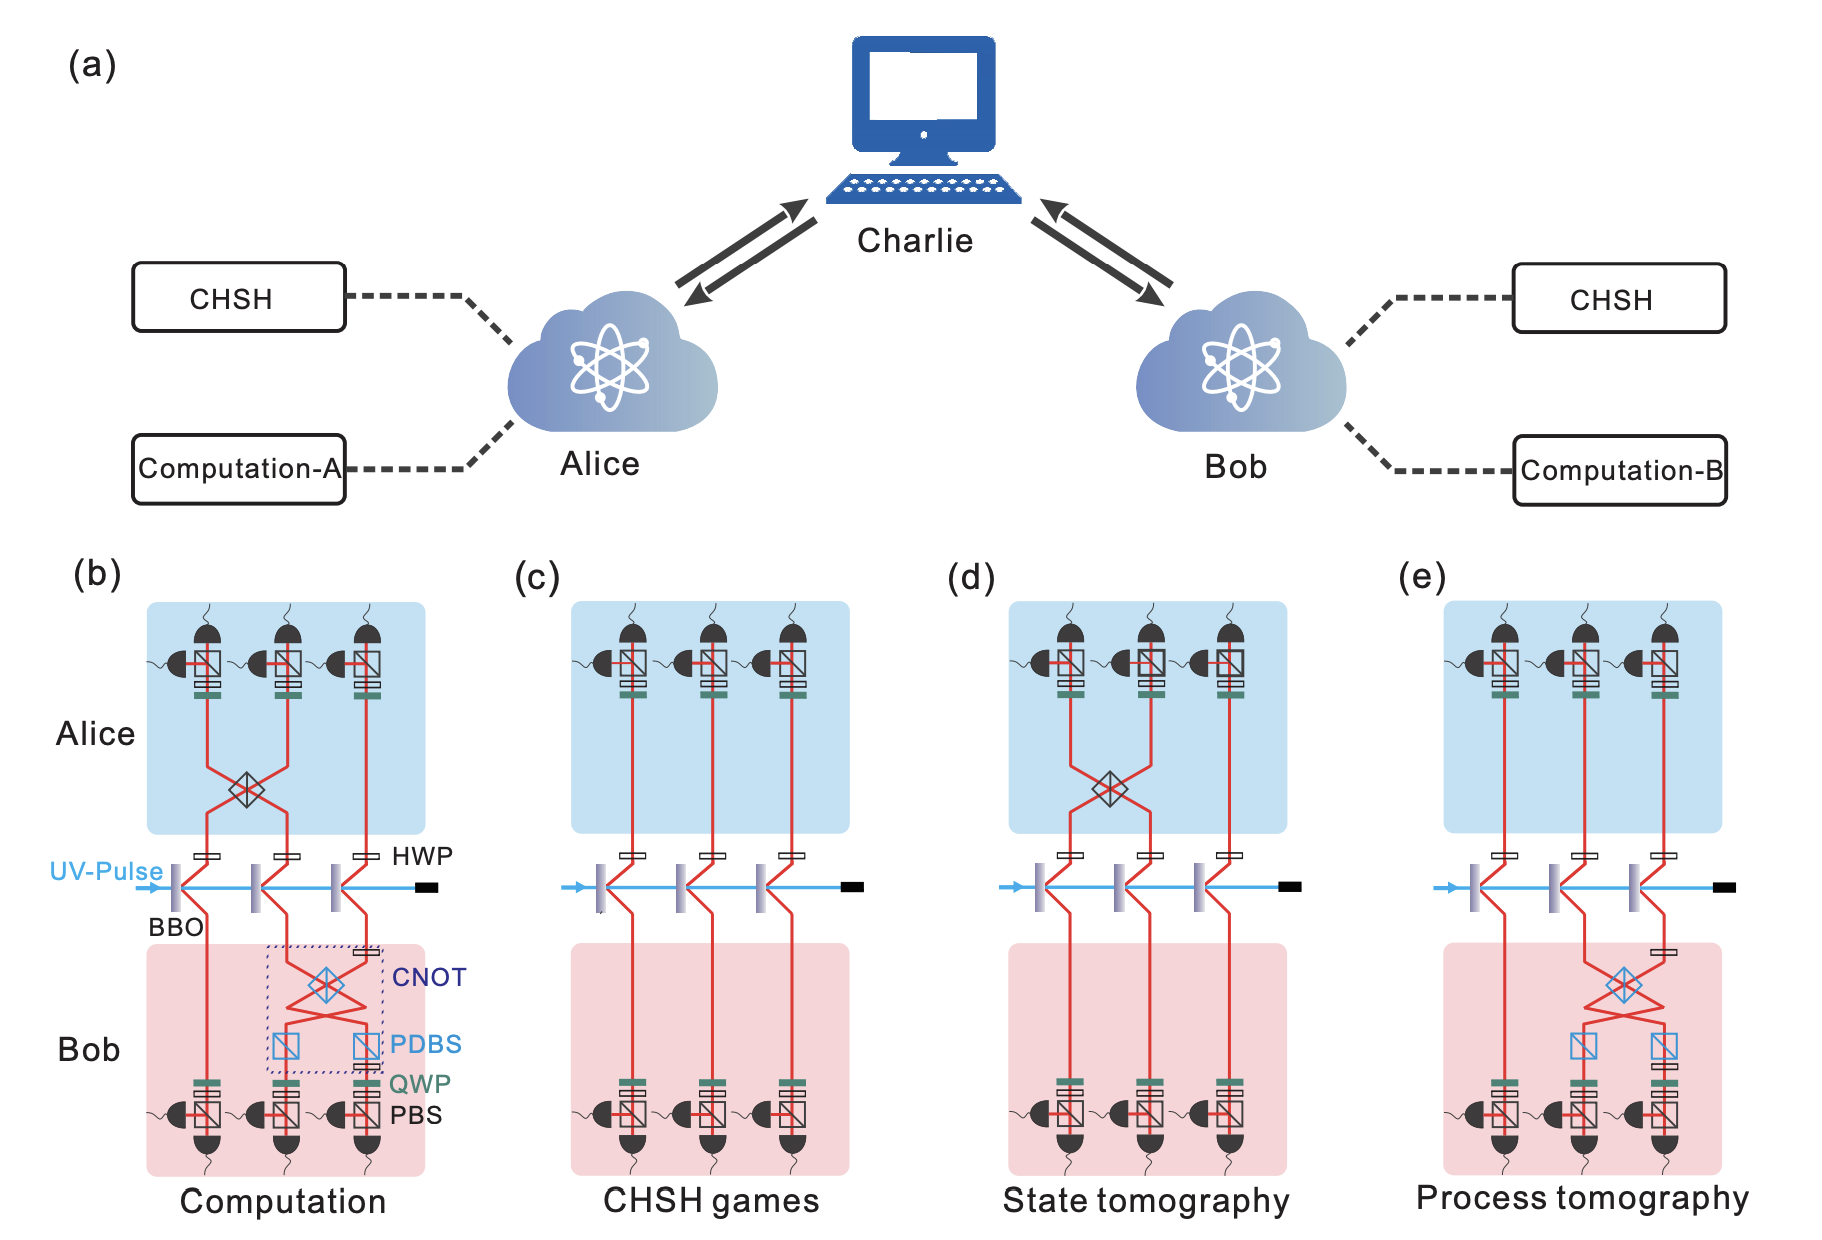 (a)
Charlie
CHSH
CHSH
Computation-A
Computation-B
Alice
Bob
(b)
(c)
(d)
(e)
Alice
HWP
UV-Pulse
BBO
CNOT
Bob
PDBS
QWP
PBS
Computation
CHSH games
State tomography
Process tomography